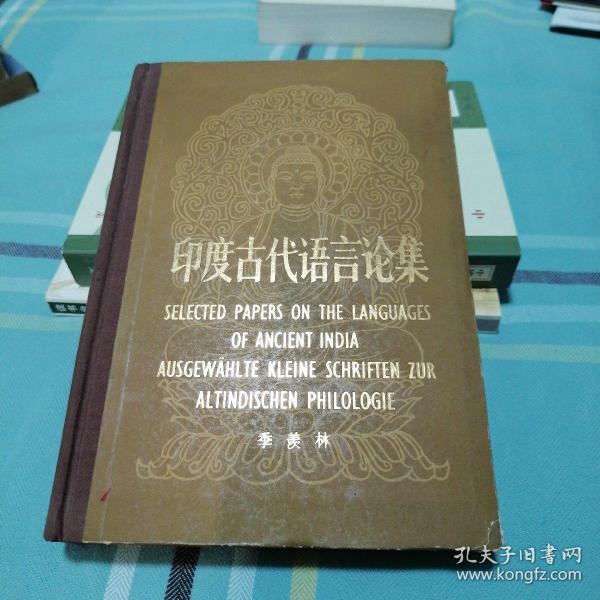 印度古代语言论集
SELECTED PAPERS ON THE LANGUAGES
OF ANCIENT INDIA
AUSGEWÄHLTE KLEINE SCHRIFTEN ZUR
ALTINDISCHEN PHILOLOGIE
季羡林
孔夫子旧书网
www.kongfz.com